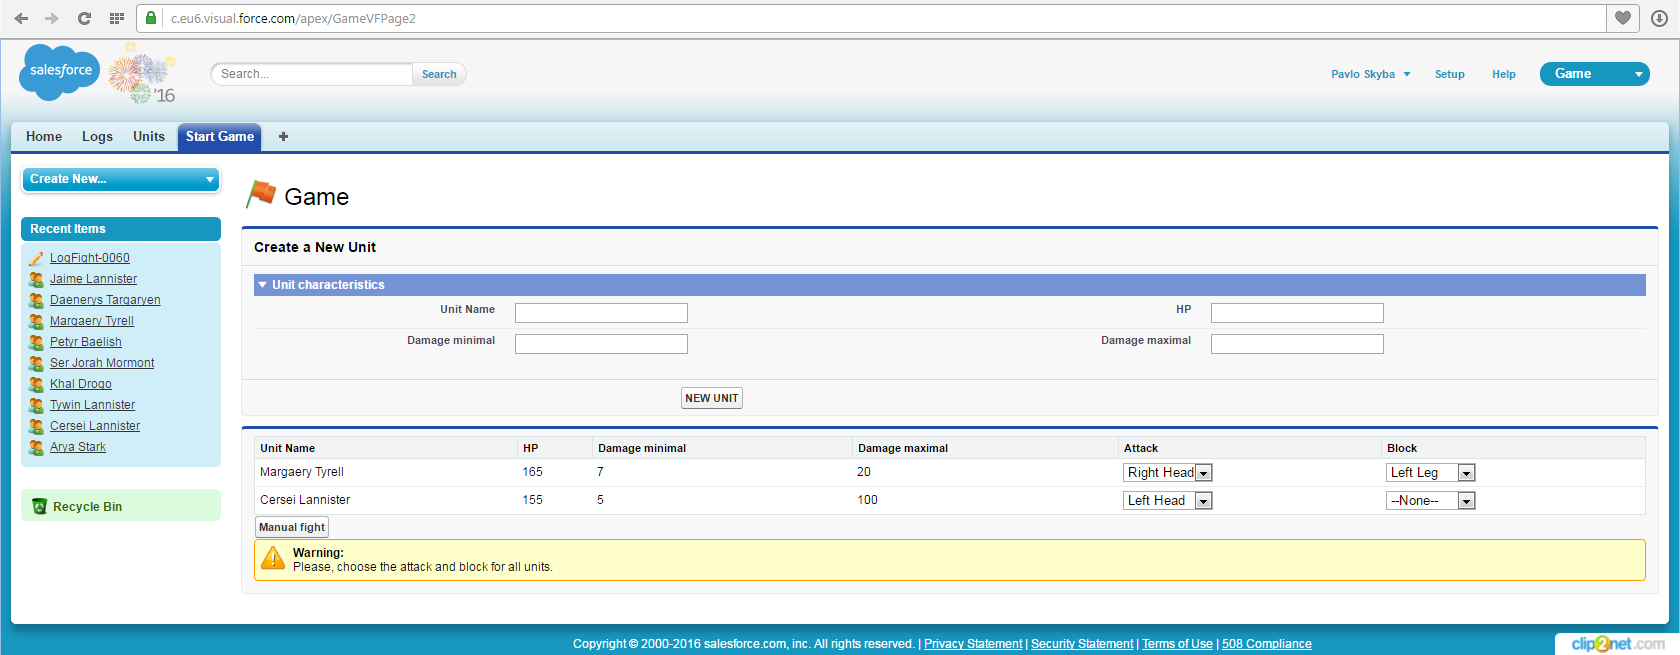 c.eu6.visual.force.com/apex/GameVFPage2
salesforce
'16
Search...
Search
Pavlo Skyba
Setup
Help
Game
Home
Logs
Units
Start Game
+
Create New...
Recent Items
LogFight-0060
Jaime Lannister
Daenerys Targaryen
Margaery Tyrell
Petyr Baelish
Ser Jorah Mormont
Khal Drogo
Tywin Lannister
Cersei Lannister
Arya Stark
Recycle Bin
Game
Create a New Unit
Unit characteristics
Unit Name
HP
Damage minimal
Damage maximal
NEW UNIT
Unit Name HP Damage minimal Damage maximal Attack Block
Margaery Tyrell 165 7 20 Right Head Left Leg
Cersei Lannister 155 5 100 Left Head --None--
Manual fight
Warning:
Please, choose the attack and block for all units.
Copyright © 2000-2016 salesforce.com, inc. All rights reserved. | Privacy Statement | Security Statement | Terms of Use | 508 Compliance
clip2net.com